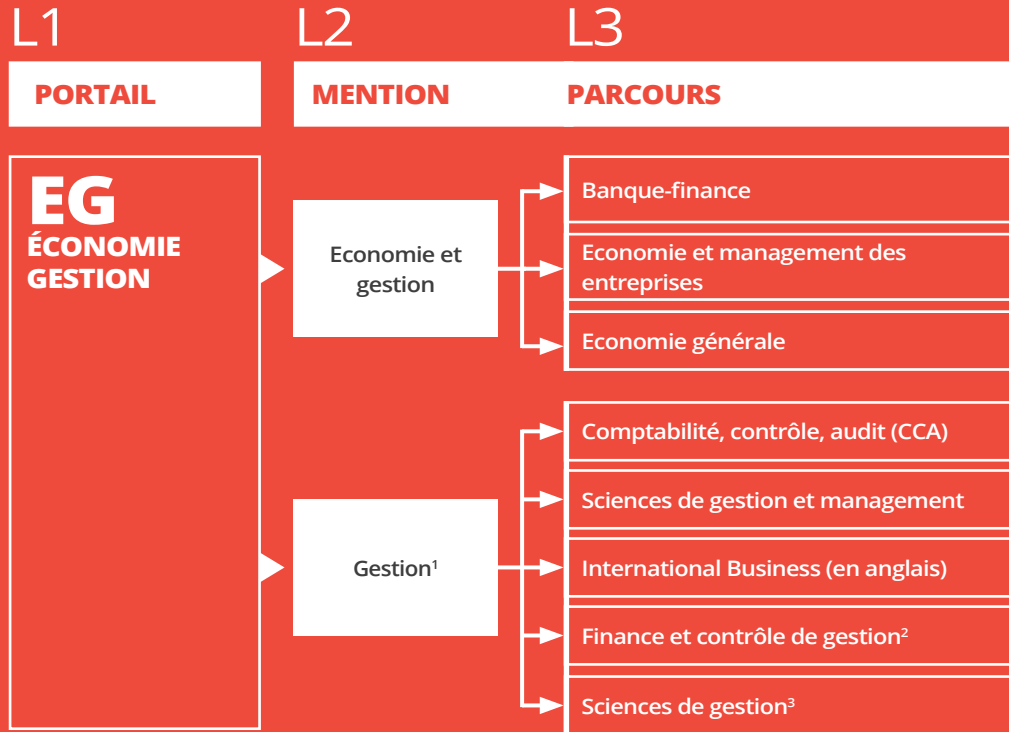 L1
L2
L3
PORTAIL
MENTION
PARCOURS
EG
ÉCONOMIE
GESTION
Economie et
gestion
Banque-finance
Economie et management des
entreprises
Economie générale
Gestion¹
Comptabilité, contrôle, audit (CCA)
Sciences de gestion et management
International Business (en anglais)
Finance et contrôle de gestion²
Sciences de gestion³